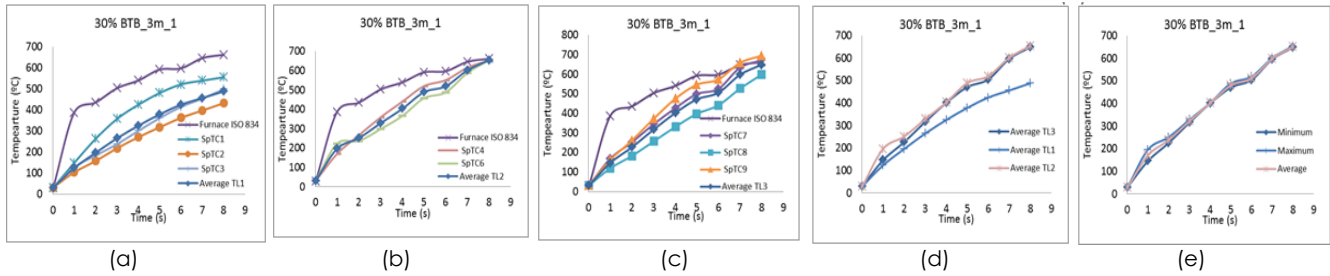 30% BTB_3m_1
Tempearture (ºC)
700
600
500
400
300
200
100
0
0 1 2 3 4 5 6 7 8 9
Time (s)
Furnace ISO 834
SpTC1
SpTC2
SpTC3
Average TL1
(a)
30% BTB_3m_1
Tempearture (ºC)
700
600
500
400
300
200
100
0
0 1 2 3 4 5 6 7 8 9
Time (s)
Furnace ISO 834
SpTC4
SpTC6
Average TL2
(b)
30% BTB_3m_1
Tempearture (ºC)
800
700
600
500
400
300
200
100
0
0 1 2 3 4 5 6 7 8 9
Time (s)
Furnace ISO 834
SpTC7
SpTC8
SpTC9
Average TL3
(c)
30% BTB_3m_1
Tempearture (ºC)
700
600
500
400
300
200
100
0
0 1 2 3 4 5 6 7 8 9
Time (s)
Average TL3
Average TL1
Average TL2
(d)
30% BTB_3m_1
Tempearture (ºC)
700
600
500
400
300
200
100
0
0 1 2 3 4 5 6 7 8 9
Time (s)
Minimum
Maximum
Average
(e)